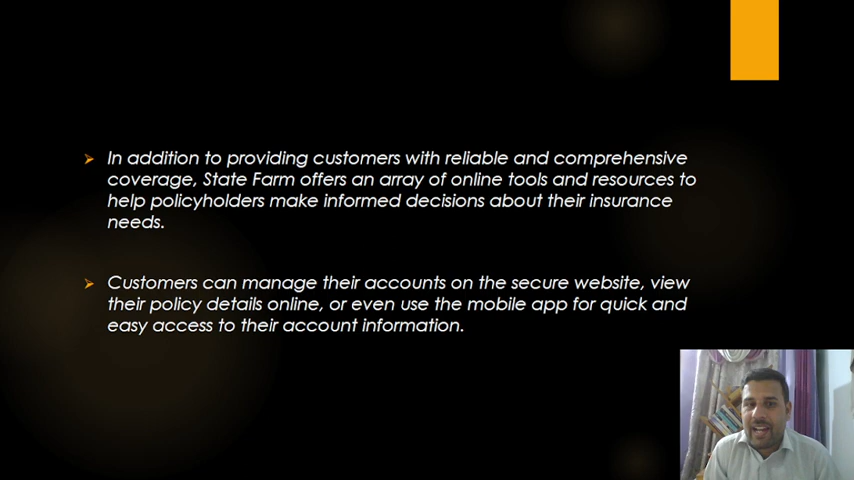 In addition to providing customers with reliable and comprehensive
coverage, State Farm offers an array of online tools and resources to
help policyholders make informed decisions about their insurance
needs.
Customers can manage their accounts on the secure website, view
their policy details online, or even use the mobile app for quick and
easy access to their account information.